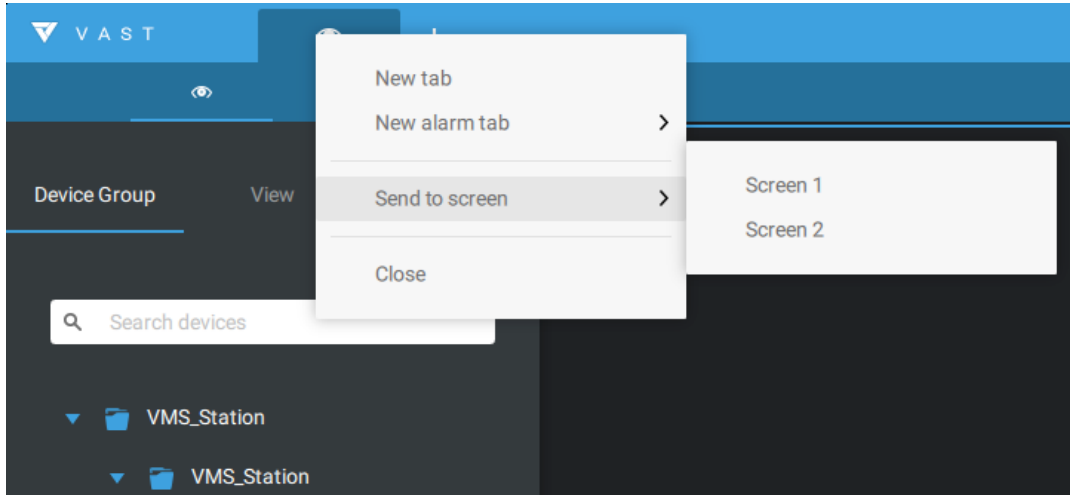 VAST
New tab
New alarm tab
Send to screen
Close
Screen 1
Screen 2
Device Group
View
Search devices
VMS_Station
VMS_Station